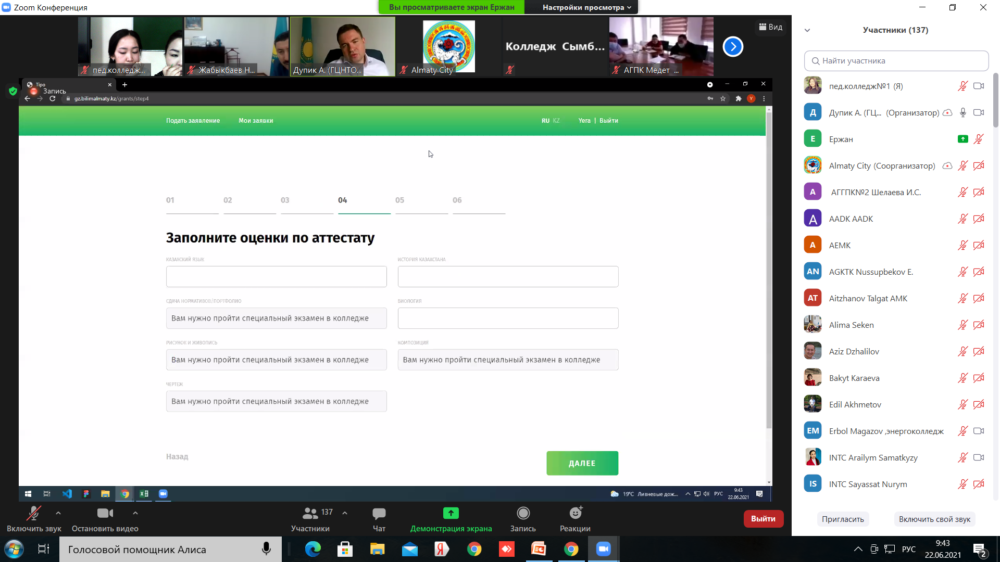 Zoom Конференция
Вы просматриваете экран Ержан
Настройки просмотра
пед.колледж...
Жабыкбаев Н...
Дупик А. (ГЦНТО...
Almaty City
Колледж Сымб...
АГПК Медет ...
Вид
Tipo
Запись
gz.bilimalmaty.kz/grants/step4
Подать заявление
Мои заявки
RU KZ
Yera | Выйти
01 02 03 04 05 06
Заполните оценки по аттестату
КАЗАХСКИЙ ЯЗЫК
ИСТОРИЯ КАЗАХСТАНА
СДАЧА НОРМАТИВОВ/ПОРТФОЛИО
БИОЛОГИЯ
Вам нужно пройти специальный экзамен в колледже
РИСУНОК И ЖИВОПИСЬ
КОМПОЗИЦИЯ
Вам нужно пройти специальный экзамен в колледже
Вам нужно пройти специальный экзамен в колледже
ЧЕРТЕЖ
Вам нужно пройти специальный экзамен в колледже
Назад
ДАЛЕЕ
19°C Ливневые дож...
РУС
9:43
22.06.2021
Участники (137)
Найти участника
пед.колледж№1 (Я)
Д
Дупик А. (ГЦ... (Организатор)
Е
Ержан
Almaty City (Соорганизатор)
А
АГГПК№2 Шелаева И.С.
A
AADK AADK
А
АЕМК
AN
AGKTK Nussupbekov E.
AT
Aitzhanov Talgat AMK
Alima Seken
Aziz Dzhalilov
Bakyt Karaeva
Edil Akhmetov
EM
Erbol Magazov ,энергоколледж
INTC Arailym Samatkyzy
IS
INTC Sayassat Nurym
Пригласить
Включить свой звук
Включить звук
Остановить видео
137
Участники
Чат
Демонстрация экрана
Запись
Реакции
Выйти
Голосовой помощник Алиса
РУС
9:43
22.06.2021
2